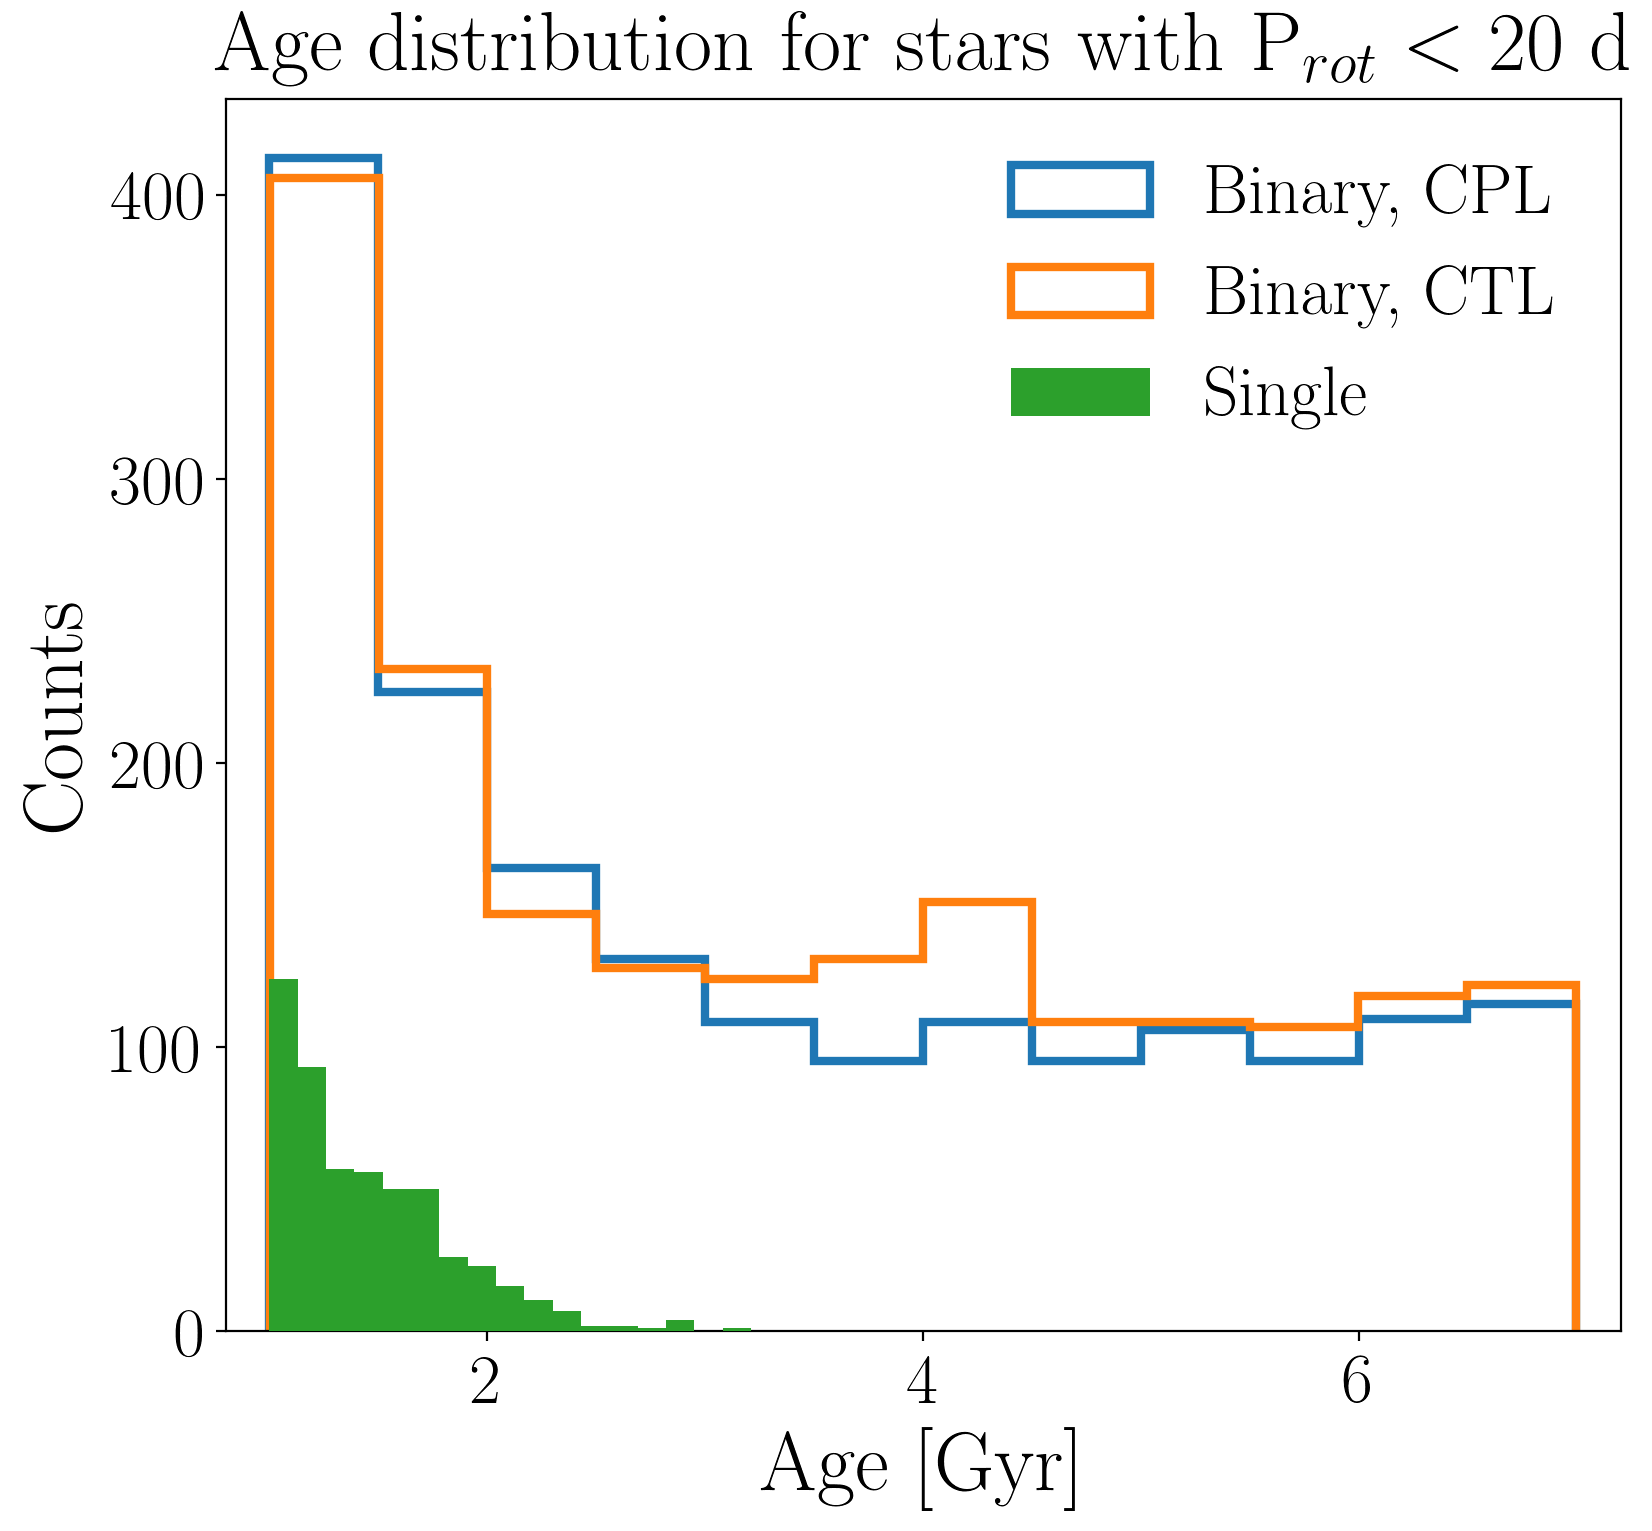 Age distribution for stars with P_rot < 20 d
Binary, CPL
Binary, CTL
Single
Counts
400
300
200
100
0
2 4 6
Age [Gyr]